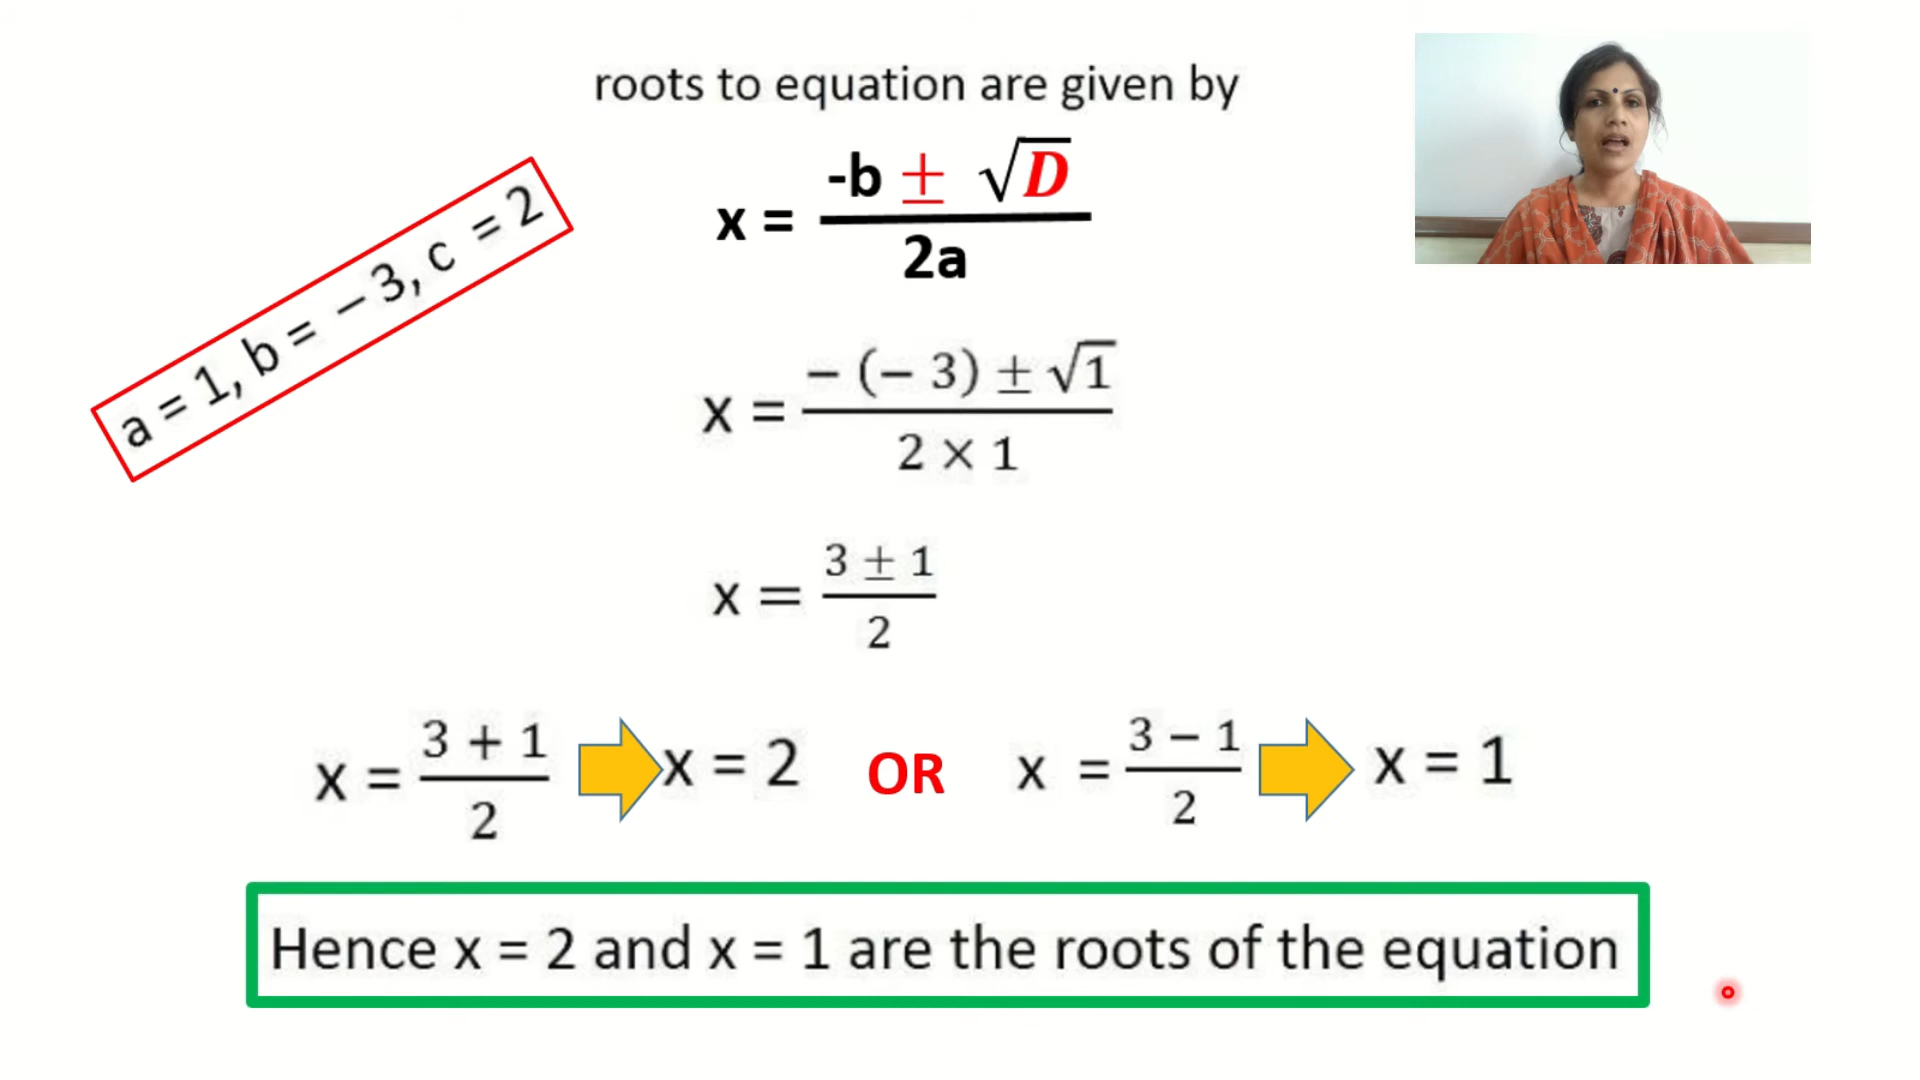 roots to equation are given by
x = -b ± √D / 2a
a = 1, b = – 3, c = 2
x = – (– 3) ± √1 / 2 × 1
x = 3 ± 1 / 2
x = 3 + 1 / 2 x = 2 OR x = 3 – 1 / 2 x = 1
Hence x = 2 and x = 1 are the roots of the equation